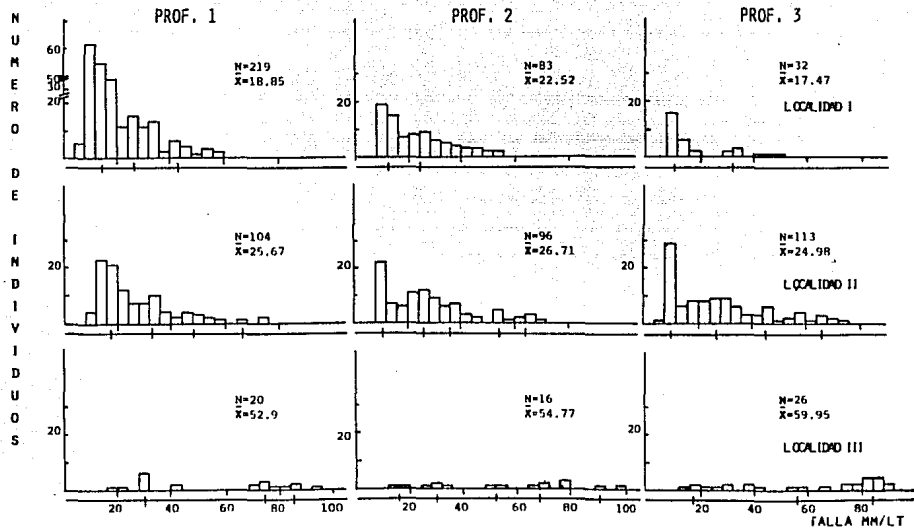 PROF. 1 PROF. 2 PROF. 3
NUMERO DE INDIVIDUOS
60
50
30
20
N=219
X̄=18.85
20
N=83
X̄=22.52
20
N=32
X̄=17.47
LOCALIDAD I
20
N=104
X̄=25.67
20
N=96
X̄=26.71
20
N=113
X̄=24.98
LOCALIDAD II
20
N=20
X̄=52.9
20
N=16
X̄=54.77
20
N=26
X̄=59.95
LOCALIDAD III
20 40 60 80 100
20 40 60 80 100
20 40 60 80
TALLA MM/LT